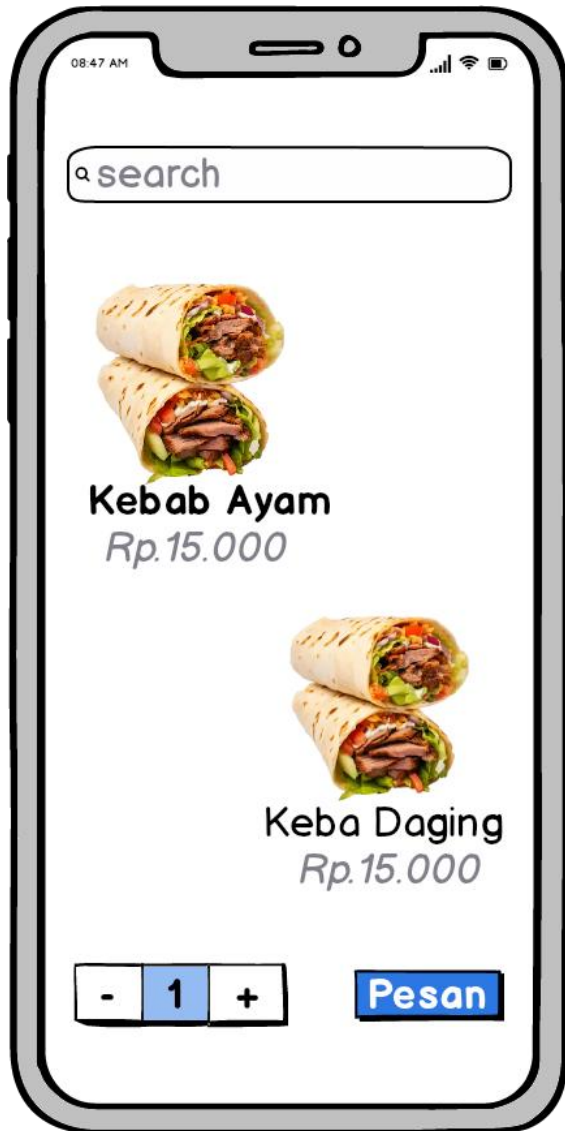 08:47 AM
search
Kebab Ayam
Rp.15.000
Keba Daging
Rp.15.000
- 1 +
Pesan